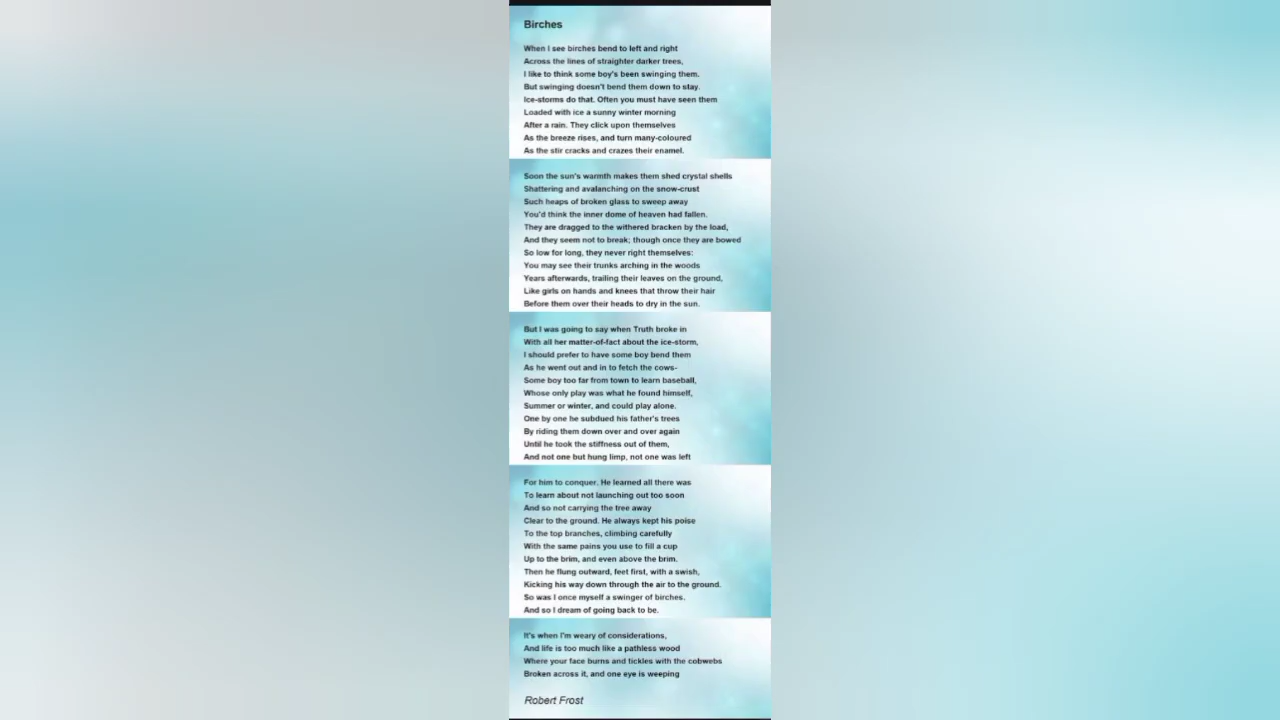 Birches
When I see birches bend to left and right
Across the lines of straighter darker trees,
I like to think some boy's been swinging them.
But swinging doesn't bend them down to stay.
Ice-storms do that. Often you must have seen them
Loaded with ice a sunny winter morning
After a rain. They click upon themselves
As the breeze rises, and turn many-coloured
As the stir cracks and crazes their enamel.
Soon the sun's warmth makes them shed crystal shells
Shattering and avalanching on the snow-crust
Such heaps of broken glass to sweep away
You'd think the inner dome of heaven had fallen.
They are dragged to the withered bracken by the load,
And they seem not to break; though once they are bowed
So low for long, they never right themselves:
You may see their trunks arching in the woods
Years afterwards, trailing their leaves on the ground,
Like girls on hands and knees that throw their hair
Before them over their heads to dry in the sun.
But I was going to say when Truth broke in
With all her matter-of-fact about the ice-storm,
I should prefer to have some boy bend them
As he went out and in to fetch the cows-
Some boy too far from town to learn baseball,
Whose only play was what he found himself,
Summer or winter, and could play alone.
One by one he subdued his father's trees
By riding them down over and over again
Until he took the stiffness out of them,
And not one but hung limp, not one was left
For him to conquer. He learned all there was
To learn about not launching out too soon
And so not carrying the tree away
Clear to the ground. He always kept his poise
To the top branches, climbing carefully
With the same pains you use to fill a cup
Up to the brim, and even above the brim.
Then he flung outward, feet first, with a swish,
Kicking his way down through the air to the ground.
So was I once myself a swinger of birches.
And so I dream of going back to be.
It's when I'm weary of considerations,
And life is too much like a pathless wood
Where your face burns and tickles with the cobwebs
Broken across it, and one eye is weeping
Robert Frost